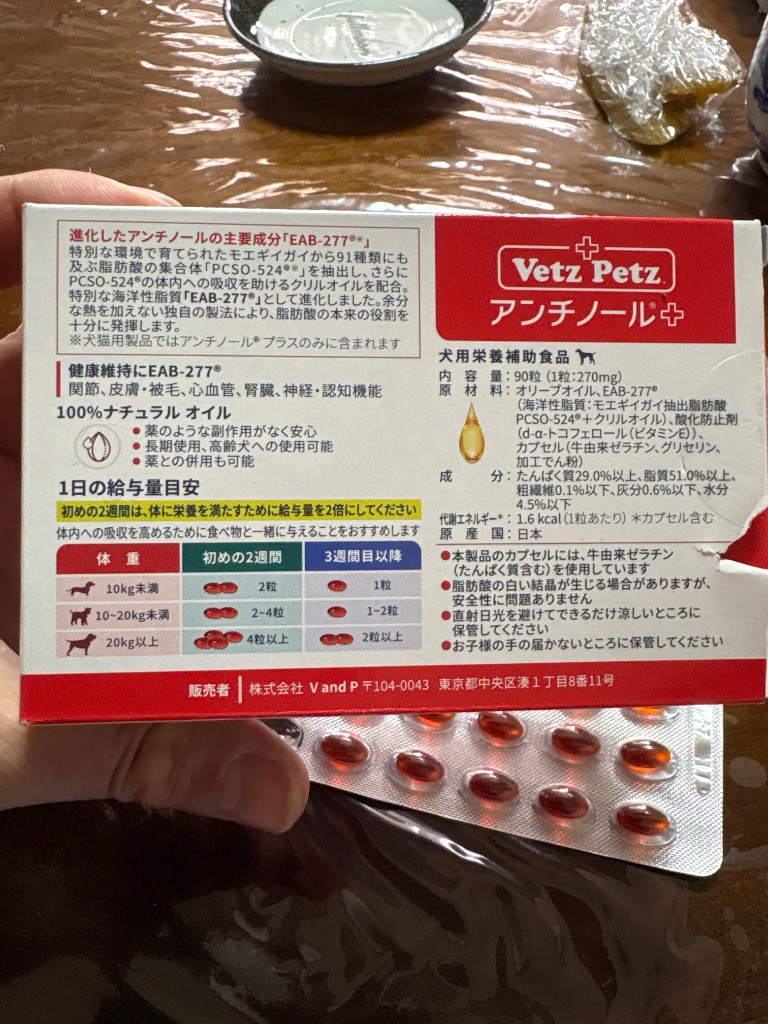 進化したアンチノールの主要成分「EAB-277®※」
特別な環境で育てられたモエギイガイから91種類にも
及ぶ脂肪酸の集合体「PCSO-524®※」を抽出し、さらに
PCSO-524®の体内への吸収を助けるクリルオイルを配合。
特別な海洋性脂質「EAB-277®」として進化しました。余分
な熱を加えない独自の製法により、脂肪酸の本来の役割を
十分に発揮します。
※犬猫用製品ではアンチノール® プラスのみに含まれます
健康維持にEAB-277®
関節、皮膚・被毛、心血管、腎臓、神経・認知機能
100%ナチュラル オイル
●薬のような副作用がなく安心
●長期使用、高齢犬への使用可能
●薬との併用も可能
1日の給与量目安
初めの2週間は、体に栄養を満たすために給与量を2倍にしてください
体内への吸収を高めるために食べ物と一緒に与えることをおすすめします
体 重 初めの2週間 3週間目以降
10kg未満 2粒 1粒
10~20kg未満 2~4粒 1~2粒
20kg以上 4粒以上 2粒以上
Vetz Petz
アンチノール®+
犬用栄養補助食品
内 容 量：90粒（1粒：270mg）
原 材 料：オリーブオイル、EAB-277®
（海洋性脂質：モエギイガイ抽出脂肪酸
PCSO-524®＋クリルオイル）、酸化防止剤
（d-α-トコフェロール（ビタミンE））、
カプセル（牛由来ゼラチン、グリセリン、
加工でん粉）
成 分：たんぱく質29.0%以上、脂質51.0%以上、
粗繊維0.1%以下、灰分0.6%以下、水分
4.5%以下
代謝エネルギー*：1.6 kcal（1粒あたり）＊カプセル含む
原 産 国：日本
●本製品のカプセルには、牛由来ゼラチン
（たんぱく質含む）を使用しています
●脂肪酸の白い結晶が生じる場合がありますが、
安全性に問題ありません
●直射日光を避けてできるだけ涼しいところに
保管してください
●お子様の手の届かないところに保管してください
販売者 株式会社 V and P 〒104-0043 東京都中央区湊1丁目8番11号